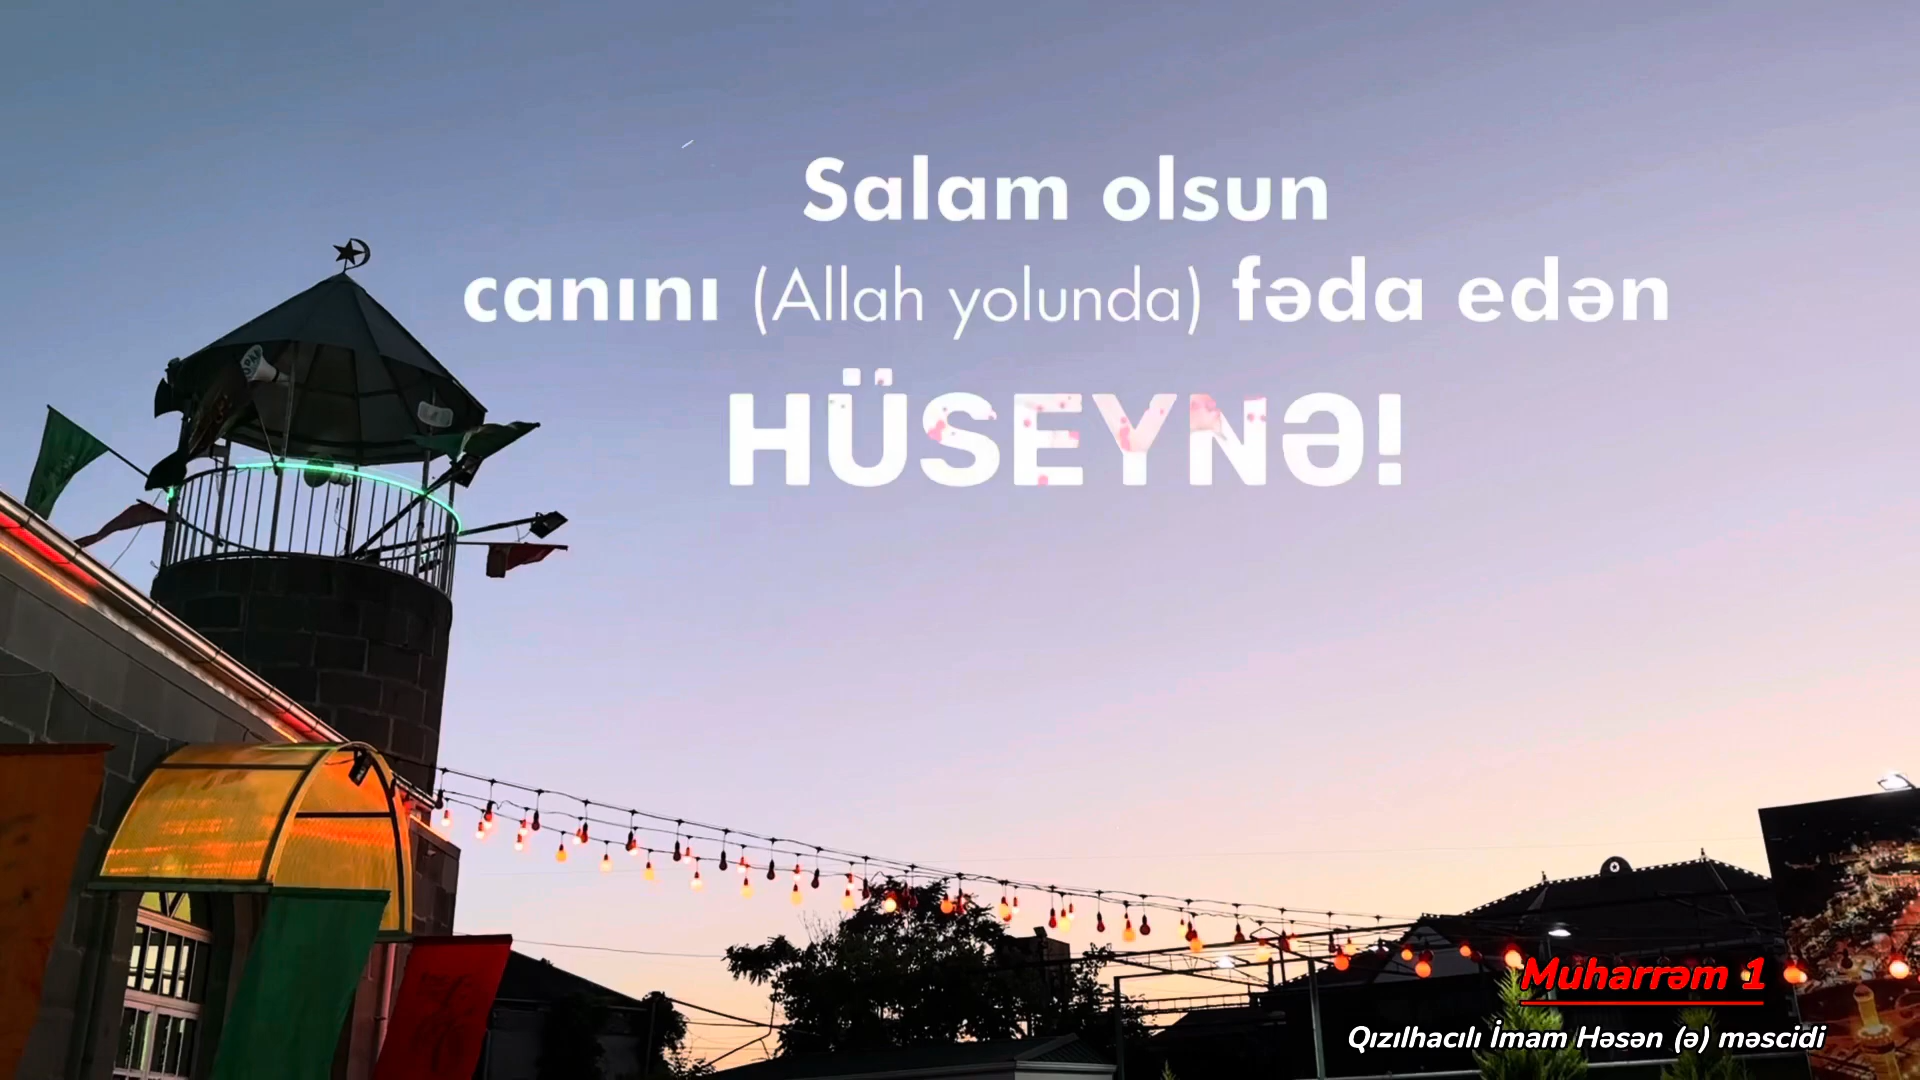 Salam olsun
canını (Allah yolunda) fəda edən
HÜSEYNƏ!
Muharrəm 1
Qızılhacılı İmam Həsən (ə) məscidi